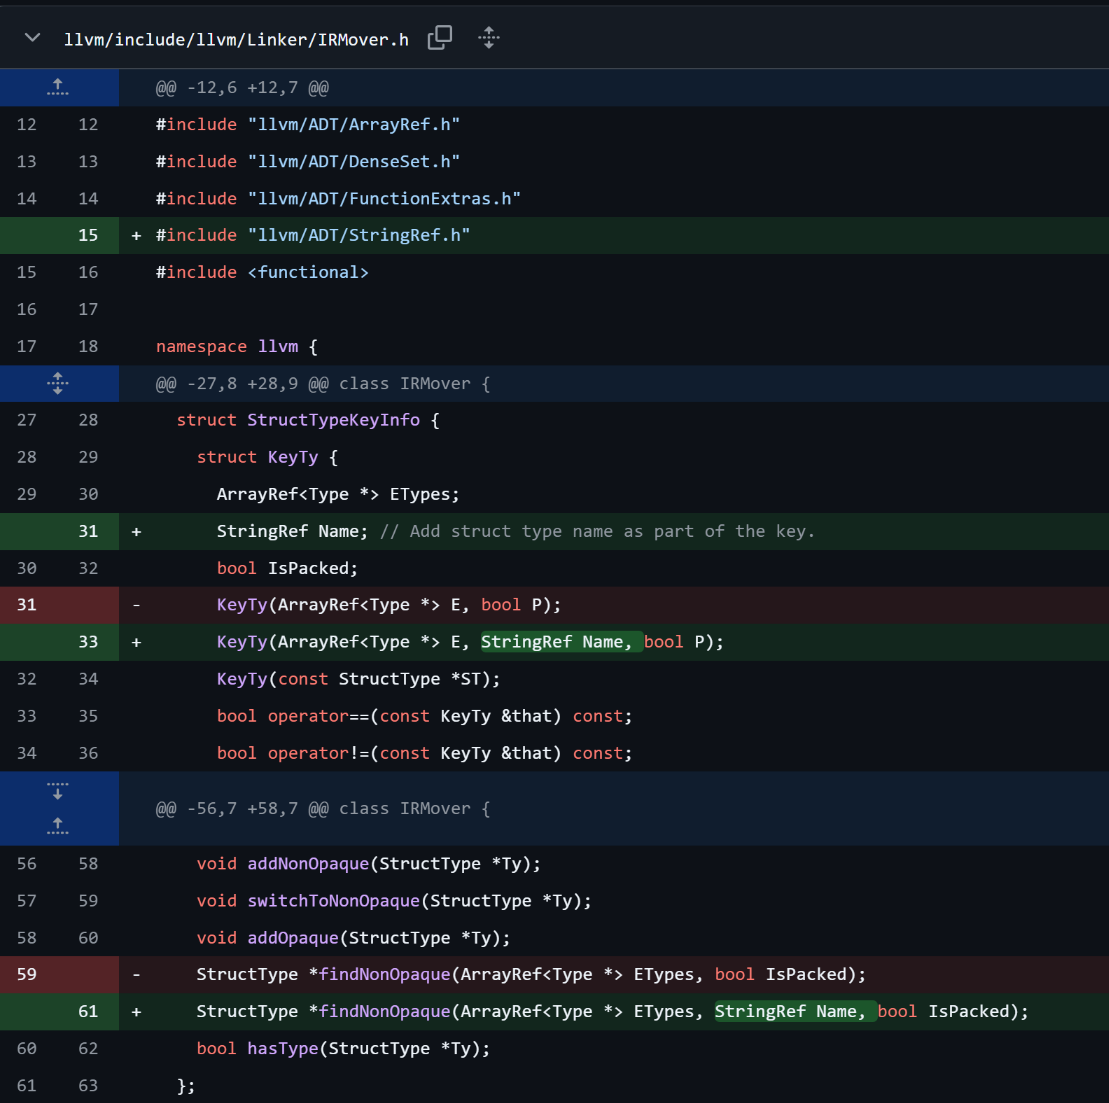 llvm/include/llvm/Linker/IRMover.h
@@ -12,6 +12,7 @@
12 12 #include "llvm/ADT/ArrayRef.h"
13 13 #include "llvm/ADT/DenseSet.h"
14 14 #include "llvm/ADT/FunctionExtras.h"
15 + #include "llvm/ADT/StringRef.h"
15 16 #include <functional>
16 17
17 18 namespace llvm {
@@ -27,8 +28,9 @@ class IRMover {
27 28 struct StructTypeKeyInfo {
28 29 struct KeyTy {
29 30 ArrayRef<Type *> ETypes;
31 + StringRef Name; // Add struct type name as part of the key.
30 32 bool IsPacked;
31 - KeyTy(ArrayRef<Type *> E, bool P);
33 + KeyTy(ArrayRef<Type *> E, StringRef Name, bool P);
32 34 KeyTy(const StructType *ST);
33 35 bool operator==(const KeyTy &that) const;
34 36 bool operator!=(const KeyTy &that) const;
@@ -56,7 +58,7 @@ class IRMover {
56 58 void addNonOpaque(StructType *Ty);
57 59 void switchToNonOpaque(StructType *Ty);
58 60 void addOpaque(StructType *Ty);
59 - StructType *findNonOpaque(ArrayRef<Type *> ETypes, bool IsPacked);
61 + StructType *findNonOpaque(ArrayRef<Type *> ETypes, StringRef Name, bool IsPacked);
60 62 bool hasType(StructType *Ty);
61 63 };